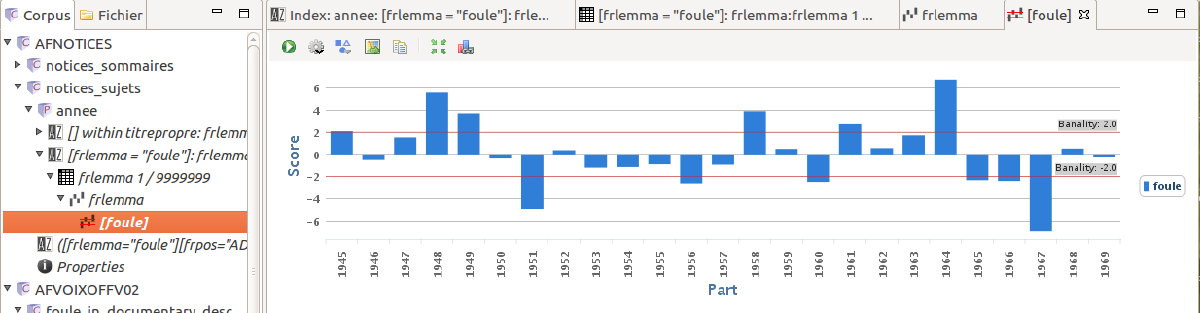 Corpus
Fichier
AFNOTICES
notices_sommaires
notices_sujets
annee
[] within titrepropre: frlemm
[frlemma = "foule"]: frlemma
frlemma 1 / 9999999
frlemma
[foule]
([frlemma="foule"][frpos="AD
Properties
AFVOIXOFFV02
foule_in_documentary_desc
Index: annee: [frlemma = "foule"]: frle...
[frlemma = "foule"]: frlemma:frlemma 1 ...
frlemma
[foule]
Score
6
4
2
0
−2
−4
−6
Banality: 2.0
Banality: -2.0
foule
1945
1946
1947
1948
1949
1950
1951
1952
1953
1954
1955
1956
1957
1958
1959
1960
1961
1962
1963
1964
1965
1966
1967
1968
1969
Part